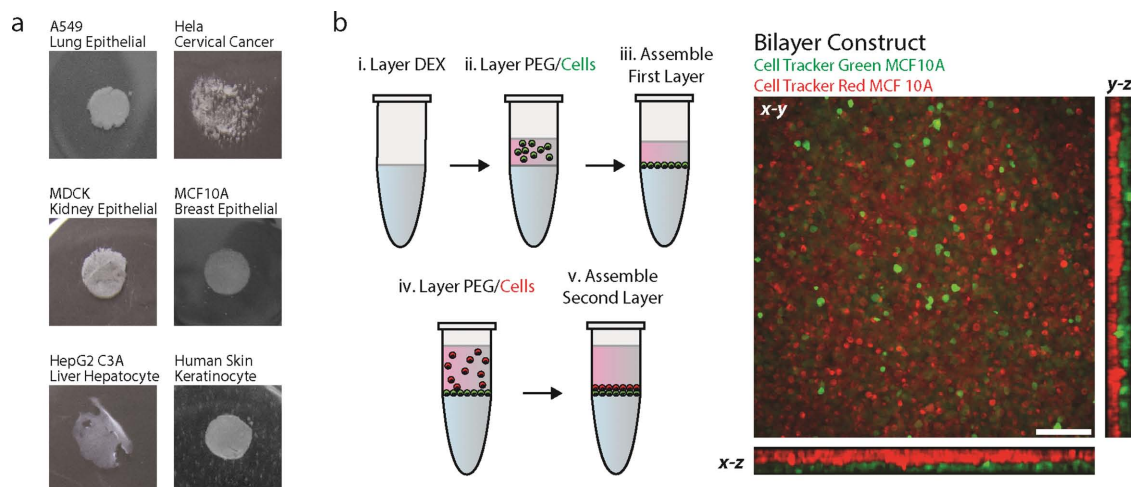 a
A549
Lung Epithelial
Hela
Cervical Cancer
MDCK
Kidney Epithelial
MCF10A
Breast Epithelial
HepG2 C3A
Liver Hepatocyte
Human Skin
Keratinocyte
b
i. Layer DEX
ii. Layer PEG/Cells
iii. Assemble
First Layer
iv. Layer PEG/Cells
v. Assemble
Second Layer
Bilayer Construct
Cell Tracker Green MCF10A
Cell Tracker Red MCF 10A
x-y
y-z
x-z